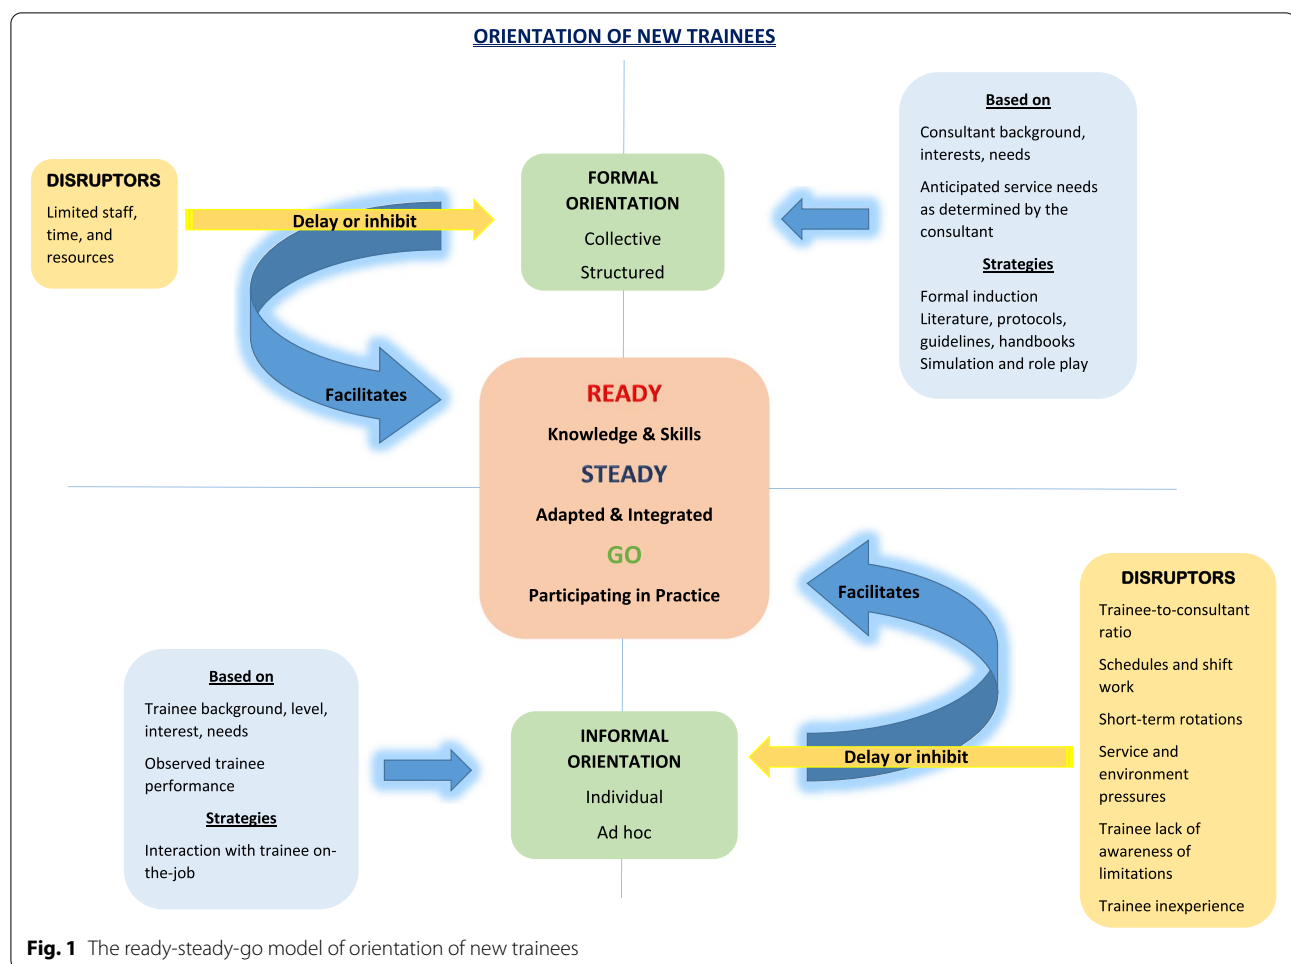 ORIENTATION OF NEW TRAINEES
DISRUPTORS
Limited staff,
time, and
resources
Delay or inhibit
FORMAL
ORIENTATION
Collective
Structured
Based on
Consultant background,
interests, needs
Anticipated service needs
as determined by the
consultant
Strategies
Formal induction
Literature, protocols,
guidelines, handbooks
Simulation and role play
Facilitates
READY
Knowledge & Skills
STEADY
Adapted & Integrated
GO
Participating in Practice
Facilitates
DISRUPTORS
Trainee-to-consultant
ratio
Schedules and shift
work
Short-term rotations
Service and
environment
pressures
Trainee lack of
awareness of
limitations
Trainee inexperience
Based on
Trainee background, level,
interest, needs
Observed trainee
performance
Strategies
Interaction with trainee on-
the-job
INFORMAL
ORIENTATION
Individual
Ad hoc
Delay or inhibit
Fig. 1 The ready-steady-go model of orientation of new trainees